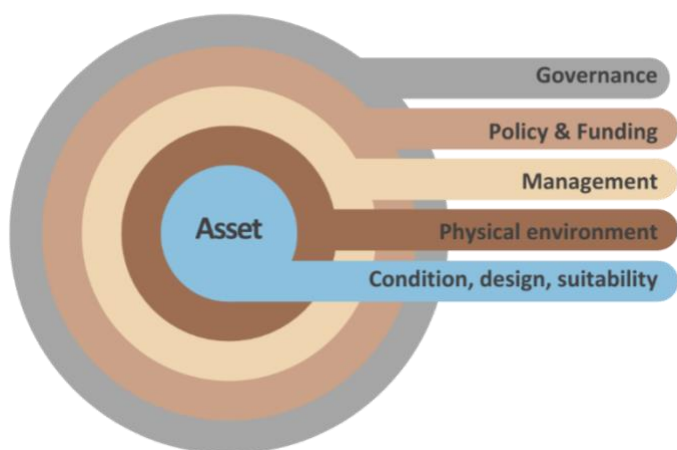 Governance
Policy & Funding
Management
Asset
Physical environment
Condition, design, suitability